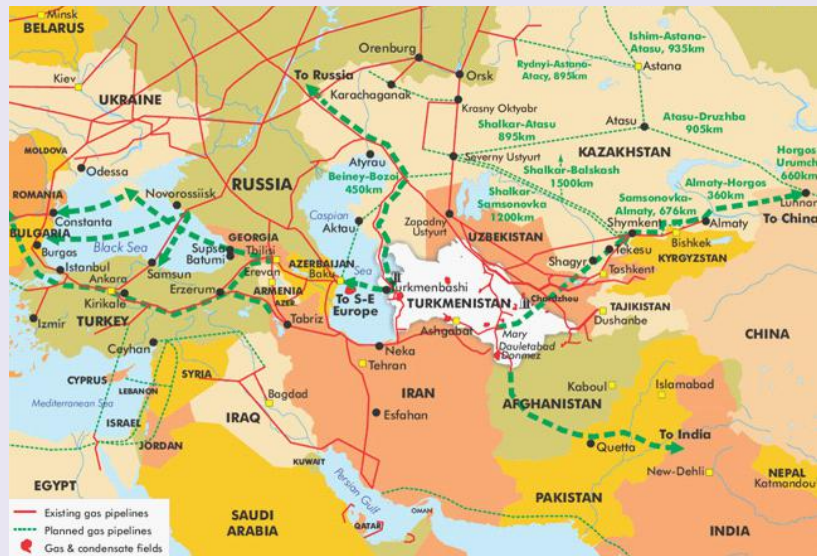 Minsk
BELARUS
Kiev
UKRAINE
MOLDOVA
Odessa
ROMANIA
Constanta
BULGARIA
Burgos
Black Sea
Istanbul
Ankara
Kirikale
Izmir
TURKEY
Samsun
Novorossiisk
RUSSIA
Supsa
Batumi
GEORGIA
Tbilisi
Erevan
ARMENIA
AZER
AZERBAIJAN
Baku
Erzerum
Tabriz
Ceyhan
CYPRUS
Mediterranean Sea
LEBANON
SYRIA
ISRAEL
JORDAN
EGYPT
IRAQ
Bagdad
KUWAIT
SAUDI
ARABIA
Persian Gulf
QATAR
OMAN
Orenburg
Orsk
To Russia
Karachaganak
Krasny Oktyabr
Atyrau
Beiney-Bozoi
450km
Caspian
Sea
Aktau
To S-E
Europe
Turkmenbashi
TURKMENISTAN
Ashgabat
Neka
Tehran
IRAN
Esfahan
Ishim-Astana-
Atasu, 935km
Rydnyi-Astana-
Atacy, 895km
Astana
Atasu
Atasu-Druzhba
905km
Shalkar-Atasu
895km
Severny Ustyurt
KAZAKHSTAN
Shalkar-Balskash
1500km
Shalkar-
Samsonovka
1200km
Samsonovka-
Almaty, 676km
Almaty-Horgos
360km
Horgos
Urumch
660km
Luhnan
To China
Zapadny
Ustyurt
UZBEKISTAN
Shymkent
Almaty
Bishkek
KYRGYZSTAN
Shagyr
Tekesu
Tashkent
Chardzheu
TAJIKISTAN
Dushanbe
CHINA
Mary
Dauletabad
Donmez
Kaboul
AFGHANISTAN
Islamabad
To India
Quetta
New-Dehli
NEPAL
Katmandou
PAKISTAN
INDIA
Existing gas pipelines
Planned gas pipelines
Gas & condensate fields